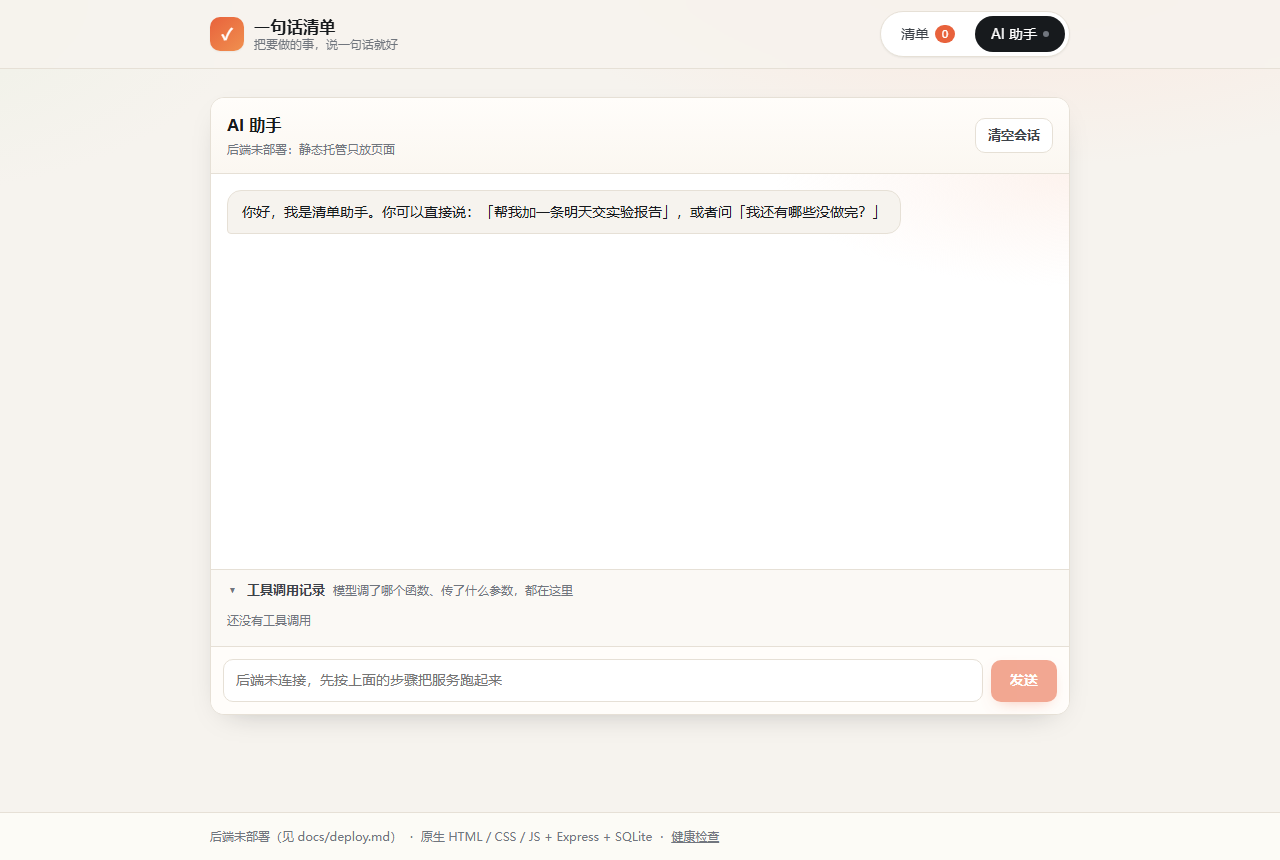 一句话清单
把要做的事，说一句话就好
清单 0
AI 助手
AI 助手
后端未部署：静态托管只放页面
清空会话
你好，我是清单助手。你可以直接说：「帮我加一条明天交实验报告」，或者问「我还有哪些没做完？」
工具调用记录 模型调了哪个函数、传了什么参数，都在这里
还没有工具调用
后端未连接，先按上面的步骤把服务跑起来
发送
后端未部署（见 docs/deploy.md） · 原生 HTML / CSS / JS + Express + SQLite · 健康检查